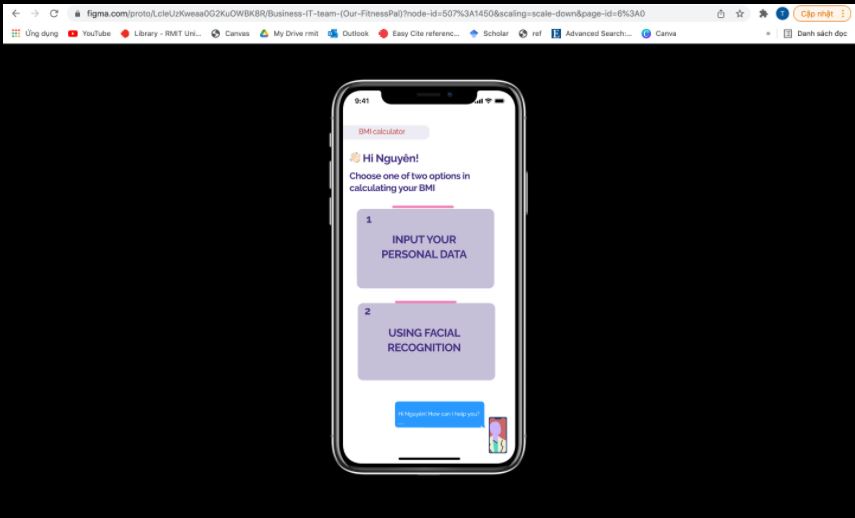 figma.com/proto/LcleUzKweaa0G2KuOWBK8R/Business-IT-team-(Our-FitnessPal)?node-id=507%3A1450&scaling=scale-down&page-id=6%3A0
T
Cập nhật
Ứng dụng
YouTube
Library - RMIT Uni...
Canvas
My Drive rmit
Outlook
Easy Cite referenc...
Scholar
ref
Advanced Search:...
Canva
»
Danh sách đọc
9:41
BMI calculator
Hi Nguyên!
Choose one of two options in
calculating your BMI
1
INPUT YOUR
PERSONAL DATA
2
USING FACIAL
RECOGNITION
Hi Nguyên! How can I help you?